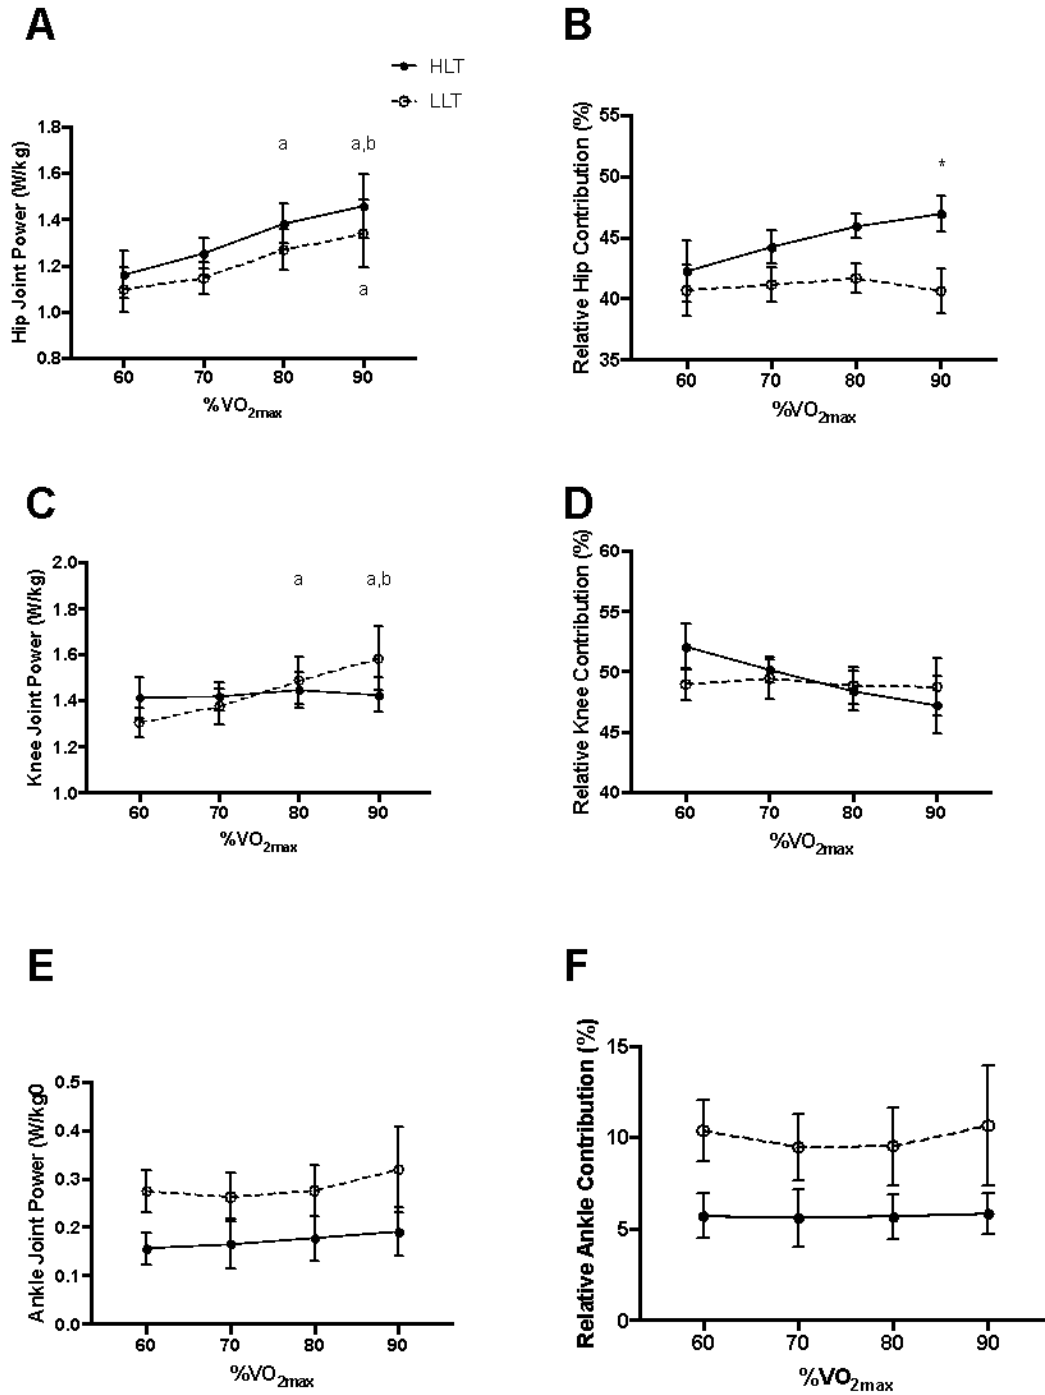 A
HLT
LLT
Hip Joint Power (W/kg)
1.8
1.6
1.4
1.2
1.0
0.8
a
a,b
a
60 70 80 90
%VO2max
B
Relative Hip Contribution (%)
55
50
45
40
35
*
60 70 80 90
%VO2max
C
Knee Joint Power (W/kg)
2.0
1.8
1.6
1.4
1.2
1.0
a
a,b
60 70 80 90
%VO2max
D
Relative Knee Contribution (%)
60
55
50
45
40
60 70 80 90
%VO2max
E
Ankle Joint Power (W/kg0
0.5
0.4
0.3
0.2
0.1
0.0
60 70 80 90
%VO2max
F
Relative Ankle Contribution (%)
15
10
5
0
60 70 80 90
%VO2max